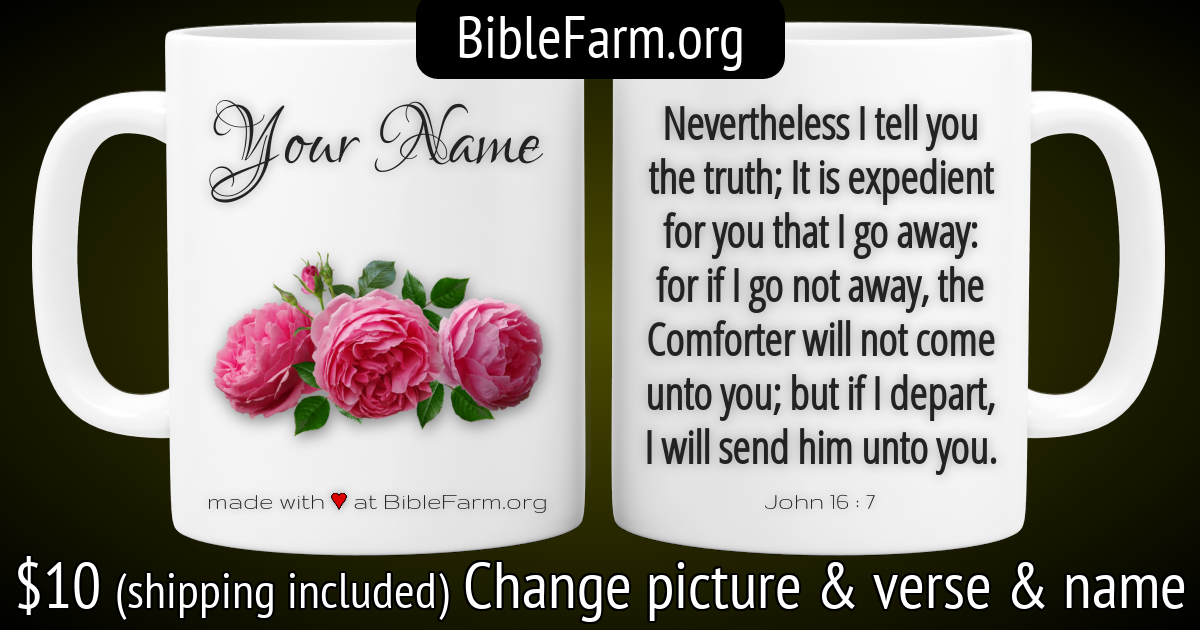 BibleFarm.org
Your Name
made with ♥ at BibleFarm.org
Nevertheless I tell you
the truth; It is expedient
for you that I go away:
for if I go not away, the
Comforter will not come
unto you; but if I depart,
I will send him unto you.
John 16 : 7
$10 (shipping included) Change picture & verse & name